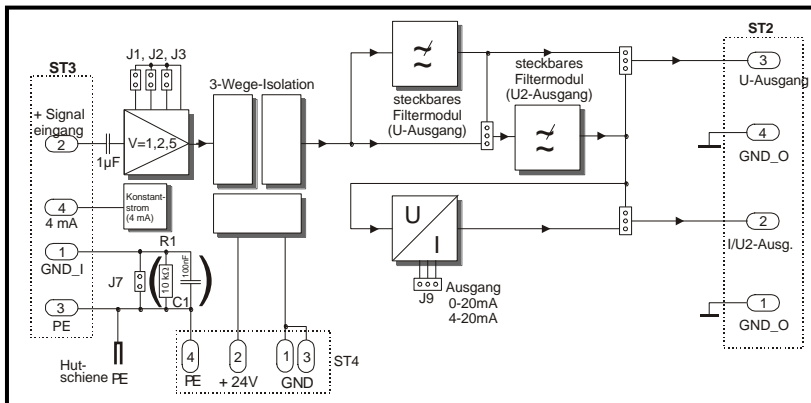 ST3
J1, J2, J3
+ Signal
eingang
2
1µF
V=1,2,5
3-Wege-Isolation
4
4 mA
Konstant-
strom
(4 mA)
1
GND_I
J7
R1
10 kΩ
100nF
C1
3
PE
Hut-
schiene PE
4
PE
2
+ 24V
1
3
GND
ST4
steckbares
Filtermodul
(U-Ausgang)
steckbares
Filtermodul
(U2-Ausgang)
U
I
J9
Ausgang
0-20mA
4-20mA
ST2
3
U-Ausgang
4
GND_O
2
I/U2-Ausg.
1
GND_O